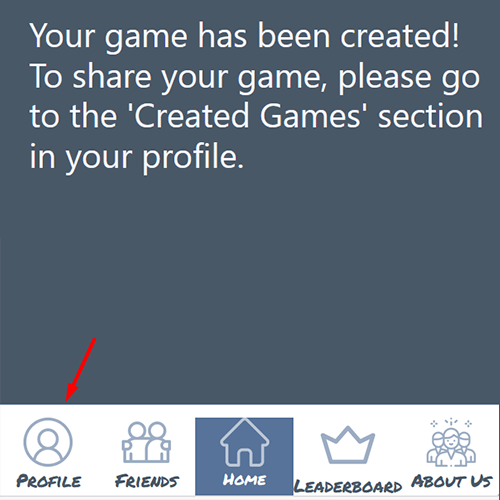 Your game has been created!
To share your game, please go
to the 'Created Games' section
in your profile.
Profile
Friends
Home
Leaderboard
About Us